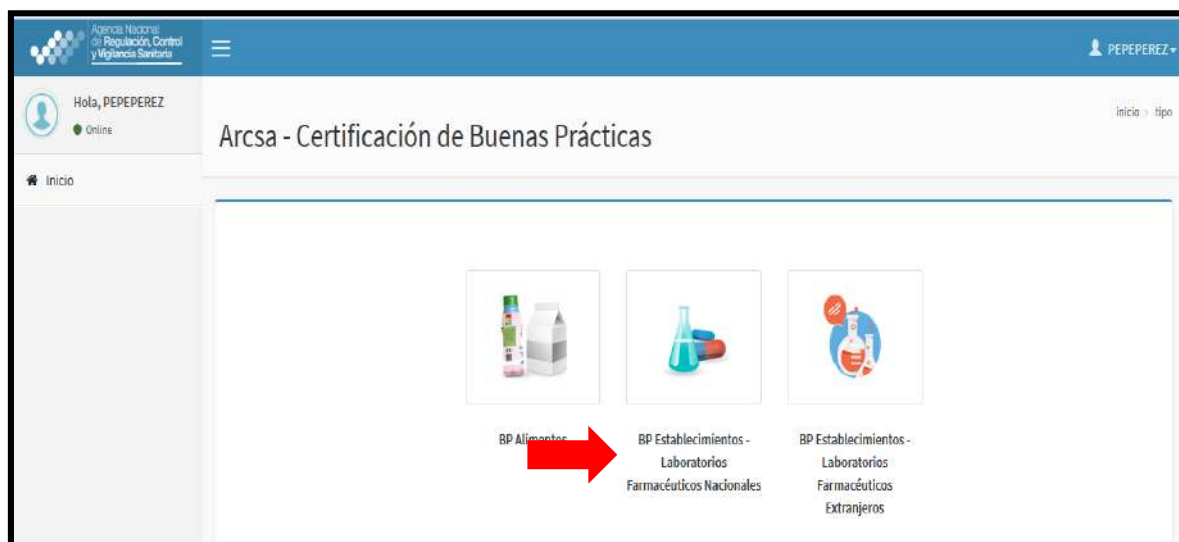 Agencia Nacional
de Regulación, Control
y Vigilancia Sanitaria
PEPEPEREZ
Hola, PEPEPEREZ
Online
inicio > tipo
Arcsa - Certificación de Buenas Prácticas
Inicio
BP Alimentos
BP Establecimientos -
Laboratorios
Farmacéuticos Nacionales
BP Establecimientos -
Laboratorios
Farmacéuticos
Extranjeros